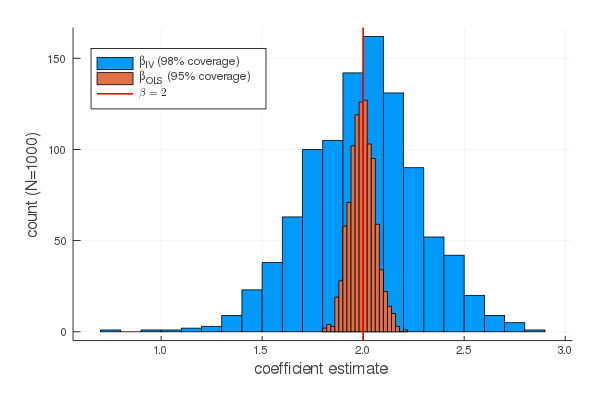 β_IV (98% coverage)
β_OLS (95% coverage)
β = 2
150
100
50
0
count (N=1000)
1.0 1.5 2.0 2.5 3.0
coefficient estimate